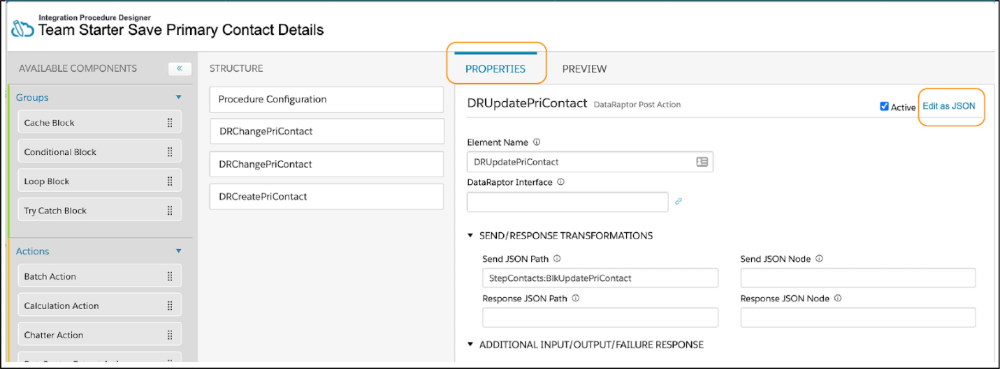 Integration Procedure Designer
Team Starter Save Primary Contact Details
AVAILABLE COMPONENTS
«
Groups
Cache Block
Conditional Block
Loop Block
Try Catch Block
Actions
Batch Action
Calculation Action
Chatter Action
STRUCTURE
Procedure Configuration
DRChangePriContact
DRChangePriContact
DRCreatePriContact
PROPERTIES PREVIEW
DRUpdatePriContact DataRaptor Post Action Active Edit as JSON
Element Name
DRUpdatePriContact
DataRaptor Interface
SEND/RESPONSE TRANSFORMATIONS
Send JSON Path Send JSON Node
StepContacts:BlkUpdatePriContact
Response JSON Path Response JSON Node
ADDITIONAL INPUT/OUTPUT/FAILURE RESPONSE